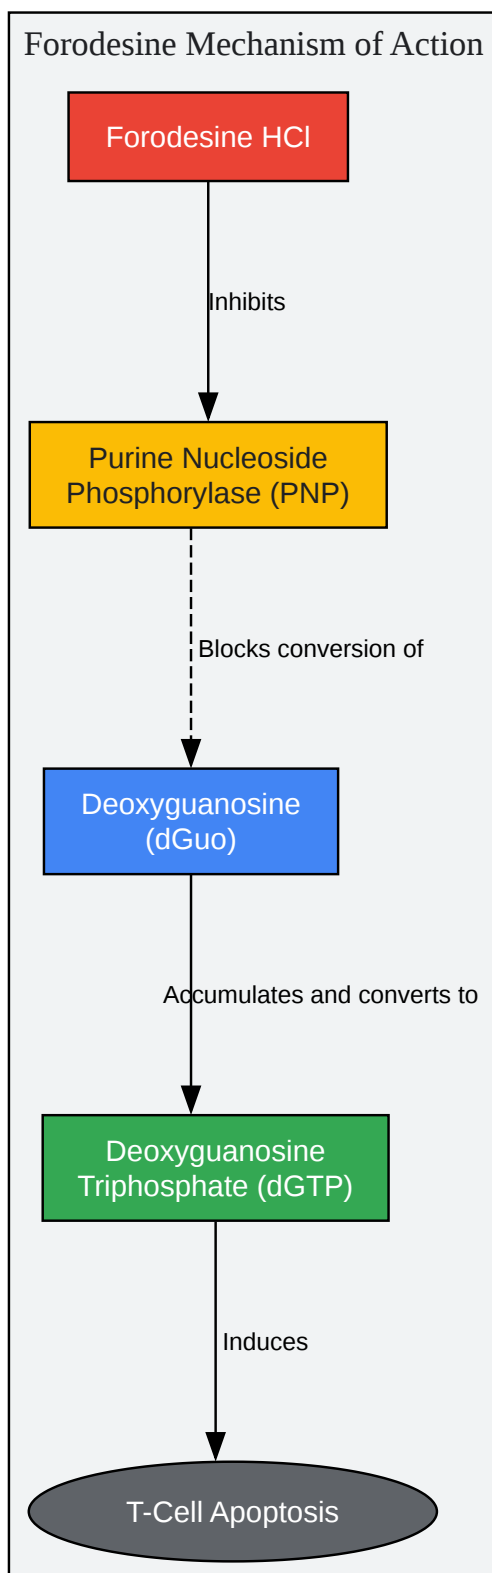 Forodesine Mechanism of Action
Forodesine HCl
Inhibits
Purine Nucleoside
Phosphorylase (PNP)
Blocks conversion of
Deoxyguanosine
(dGuo)
Accumulates and converts to
Deoxyguanosine
Triphosphate (dGTP)
Induces
T-Cell Apoptosis